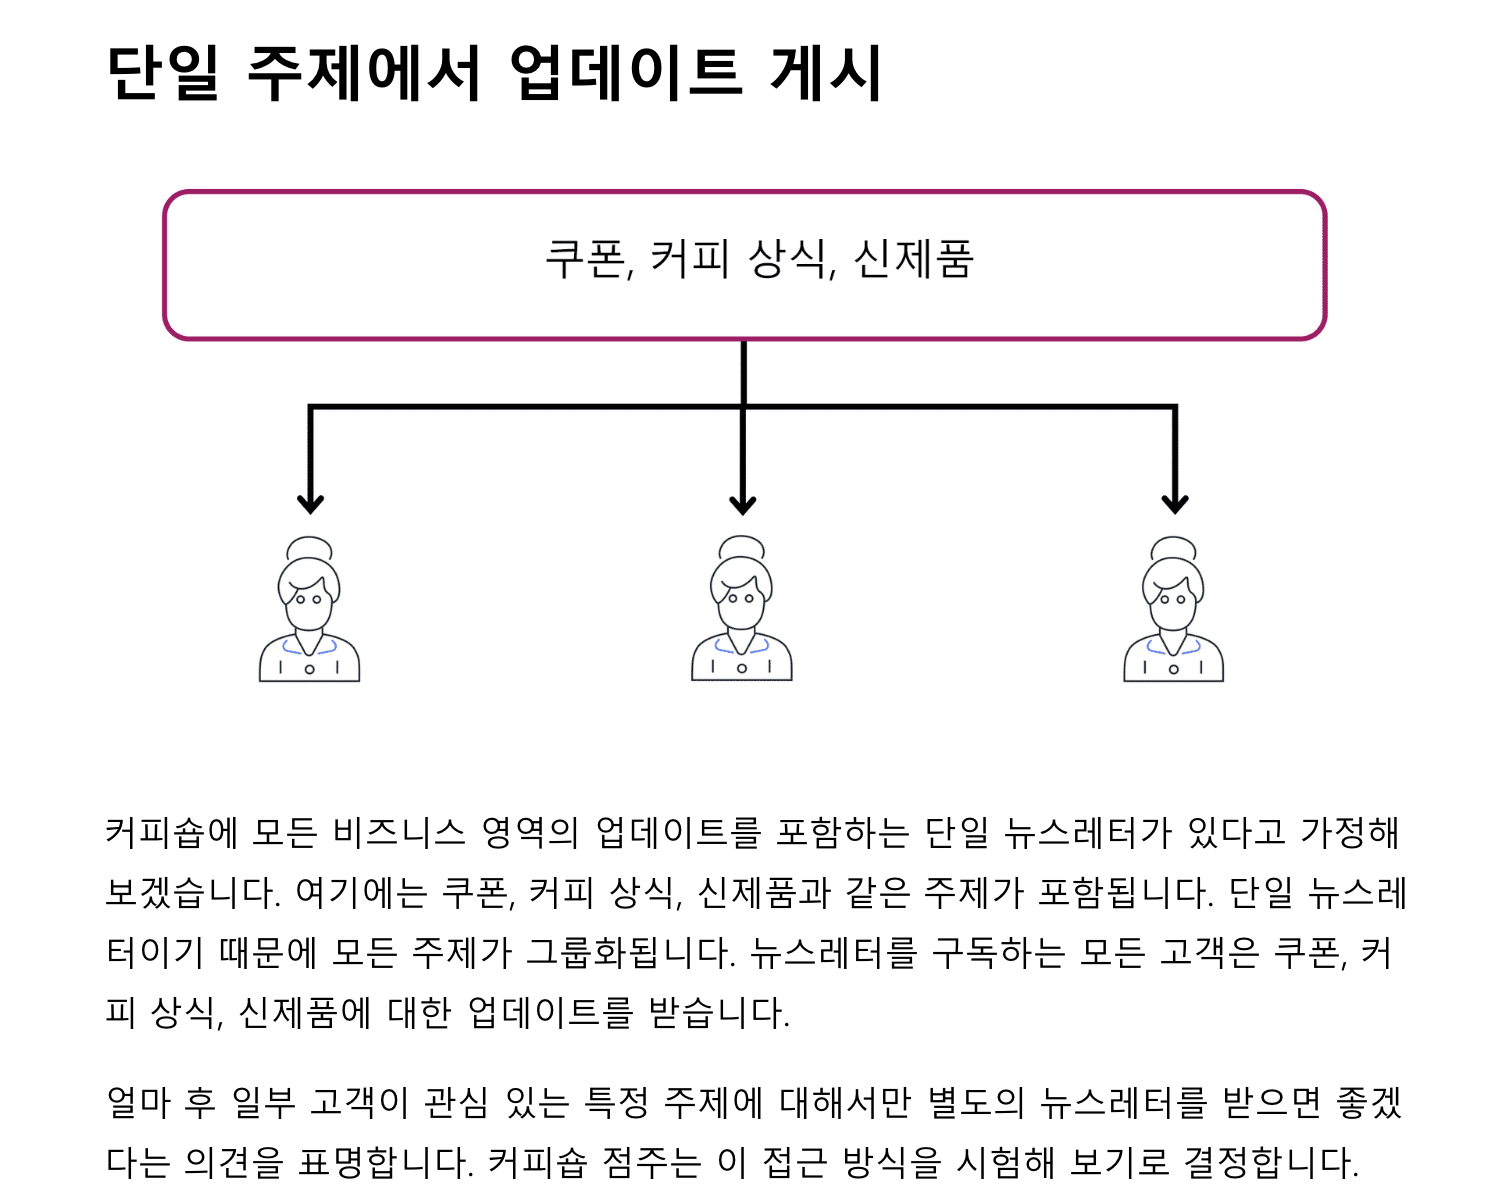 단일 주제에서 업데이트 게시
쿠폰, 커피 상식, 신제품
커피숍에 모든 비즈니스 영역의 업데이트를 포함하는 단일 뉴스레터가 있다고 가정해
보겠습니다. 여기에는 쿠폰, 커피 상식, 신제품과 같은 주제가 포함됩니다. 단일 뉴스레
터이기 때문에 모든 주제가 그룹화됩니다. 뉴스레터를 구독하는 모든 고객은 쿠폰, 커
피 상식, 신제품에 대한 업데이트를 받습니다.
얼마 후 일부 고객이 관심 있는 특정 주제에 대해서만 별도의 뉴스레터를 받으면 좋겠
다는 의견을 표명합니다. 커피숍 점주는 이 접근 방식을 시험해 보기로 결정합니다.